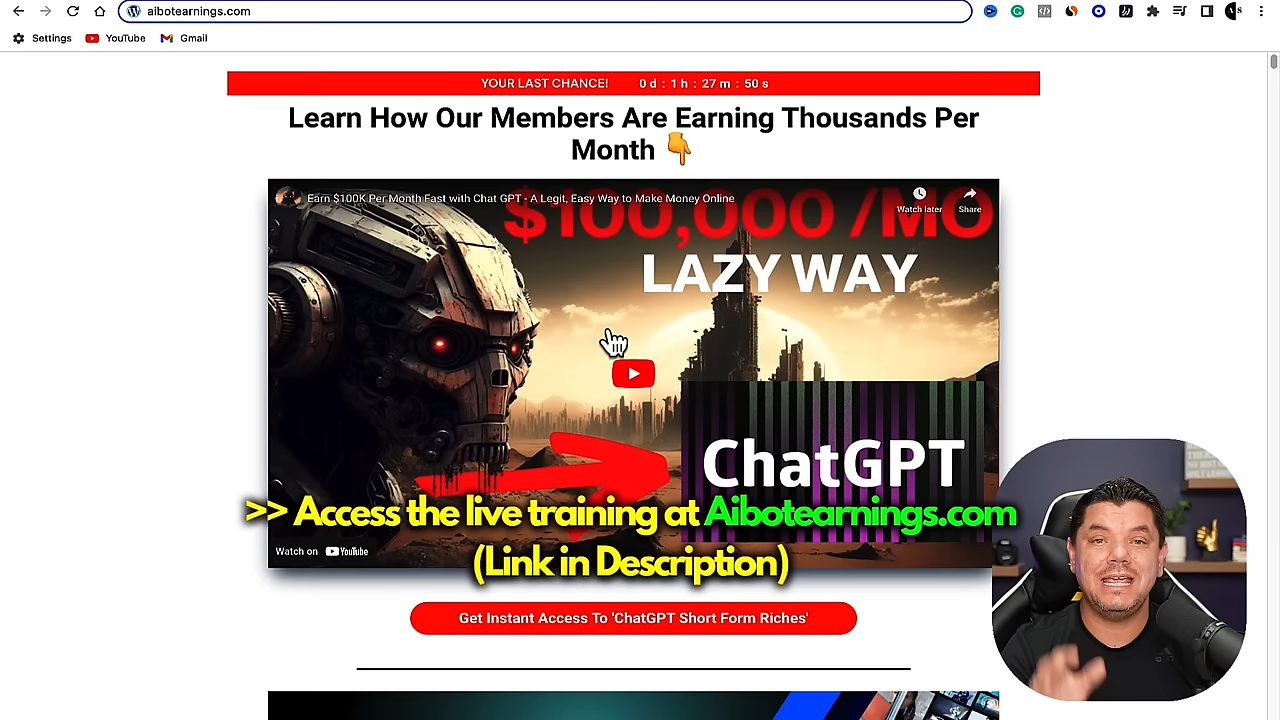 aibotearnings.com
Settings YouTube Gmail
YOUR LAST CHANCE! 0 d : 1 h : 27 m : 50 s
Learn How Our Members Are Earning Thousands Per
Month
Earn $100K Per Month Fast with Chat GPT - A Legit, Easy Way to Make Money Online
Watch later
Share
$100,000 /MO
LAZY WAY
ChatGPT
>> Access the live training at Aibotearnings.com
(Link in Description)
Watch on YouTube
Get Instant Access To 'ChatGPT Short Form Riches'